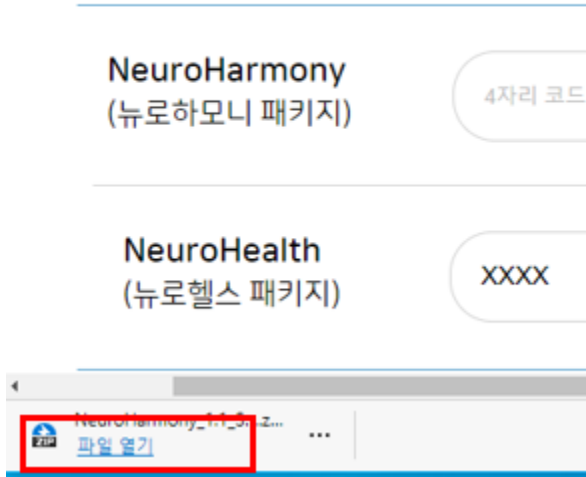 NeuroHarmony
(뉴로하모니 패키지)
4자리 코드
NeuroHealth
(뉴로헬스 패키지)
XXXX
ZIP
파일 열기
...